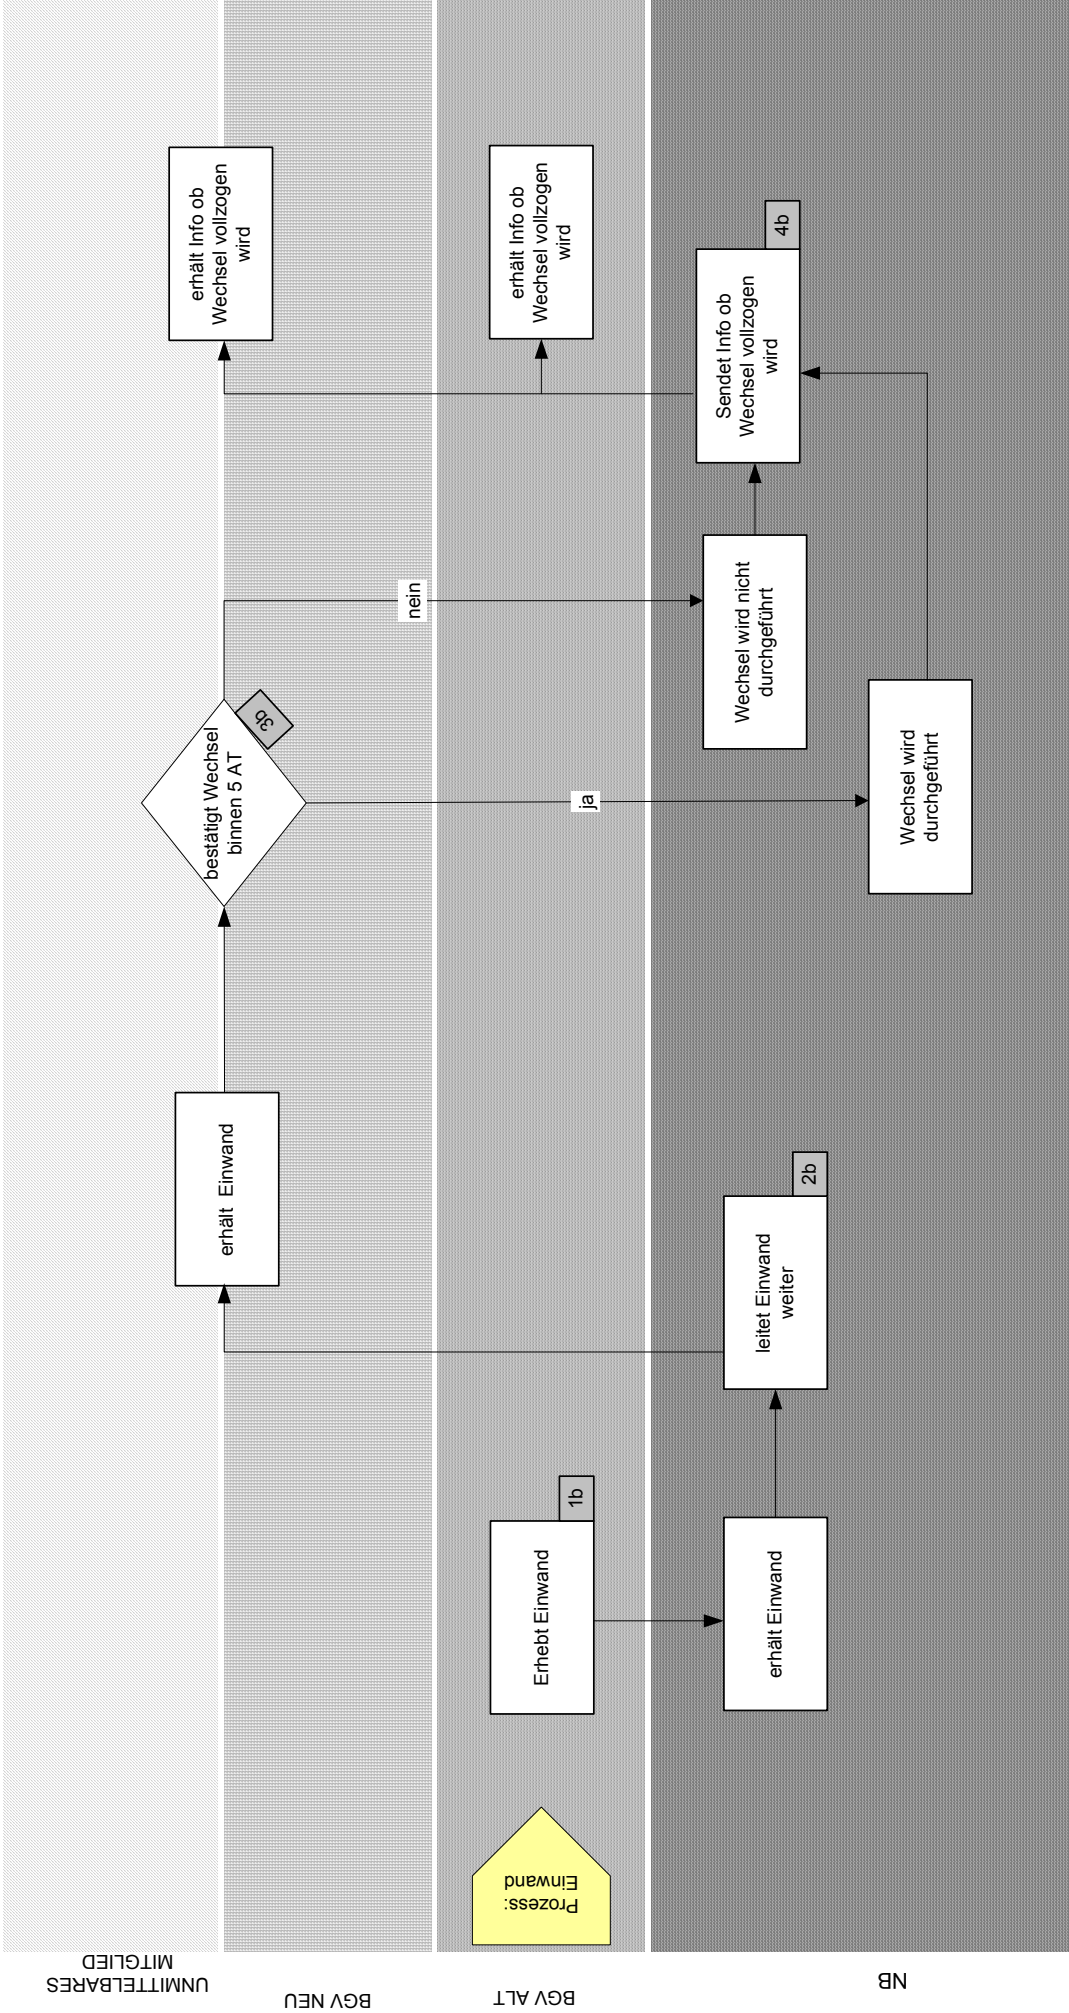 UNMITTELBARES
MITGLIED
BGV NEU
BGV ALT
NB
Prozess:
Einwand
Erhebt Einwand
1b
erhält Einwand
leitet Einwand
weiter
2b
erhält Einwand
bestätigt Wechsel
binnen 5 AT
3b
nein
ja
Wechsel wird nicht
durchgeführt
Wechsel wird
durchgeführt
Sendet Info ob
Wechsel vollzogen
wird
4b
erhält Info ob
Wechsel vollzogen
wird
erhält Info ob
Wechsel vollzogen
wird